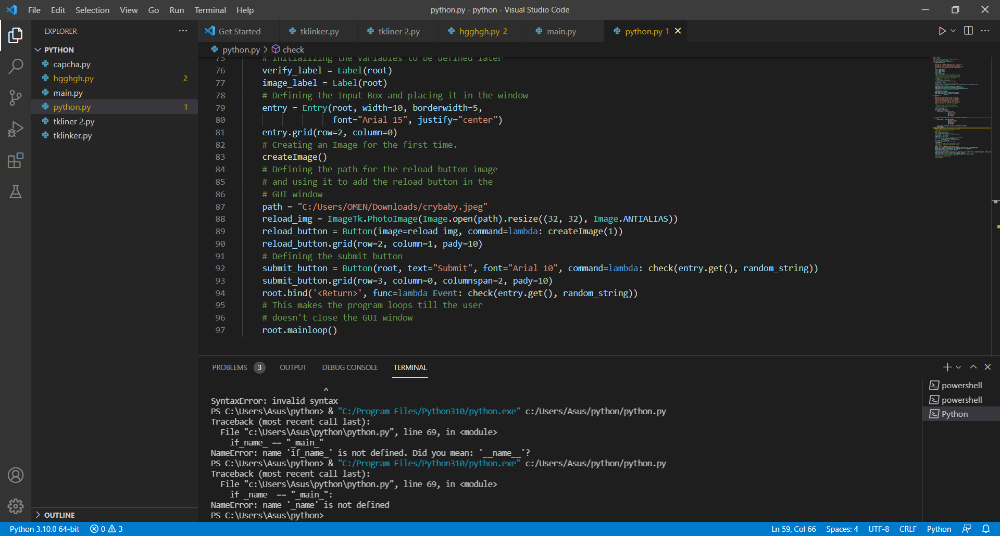 File Edit Selection View Go Run Terminal Help
python.py - python - Visual Studio Code
EXPLORER
PYTHON
capcha.py
hgghgh.py 2
main.py
python.py 1
tkliner 2.py
tklinker.py
OUTLINE
Get Started tklinker.py tkliner 2.py hgghgh.py 2 main.py python.py 1
python.py > check
75 # Initializing the variables to be defined later
76 verify_label = Label(root)
77 image_label = Label(root)
78 # Defining the Input Box and placing it in the window
79 entry = Entry(root, width=10, borderwidth=5,
80 font="Arial 15", justify="center")
81 entry.grid(row=2, column=0)
82 # Creating an Image for the first time.
83 createImage()
84 # Defining the path for the reload button image
85 # and using it to add the reload button in the
86 # GUI window
87 path = "C:/Users/OMEN/Downloads/crybaby.jpeg"
88 reload_img = ImageTk.PhotoImage(Image.open(path).resize((32, 32), Image.ANTIALIAS))
89 reload_button = Button(image=reload_img, command=lambda: createImage(1))
90 reload_button.grid(row=2, column=1, pady=10)
91 # Defining the submit button
92 submit_button = Button(root, text="Submit", font="Arial 10", command=lambda: check(entry.get(), random_string))
93 submit_button.grid(row=3, column=0, columnspan=2, pady=10)
94 root.bind('<Return>', func=lambda Event: check(entry.get(), random_string))
95 # This makes the program loops till the user
96 # doesn't close the GUI window
97 root.mainloop()
PROBLEMS 3 OUTPUT DEBUG CONSOLE TERMINAL
^
SyntaxError: invalid syntax
PS C:\Users\Asus\python> & "C:/Program Files/Python310/python.exe" c:/Users/Asus/python/python.py
Traceback (most recent call last):
File "c:\Users\Asus\python\python.py", line 69, in <module>
if_name_ == "_main_"
NameError: name 'if_name_' is not defined. Did you mean: '__name__'?
PS C:\Users\Asus\python> & "C:/Program Files/Python310/python.exe" c:/Users/Asus/python/python.py
Traceback (most recent call last):
File "c:\Users\Asus\python\python.py", line 69, in <module>
if _name  == "_main_":
NameError: name '_name' is not defined
PS C:\Users\Asus\python>
powershell
powershell
Python
Python 3.10.0 64-bit 0 3 Ln 59, Col 66 Spaces: 4 UTF-8 CRLF Python